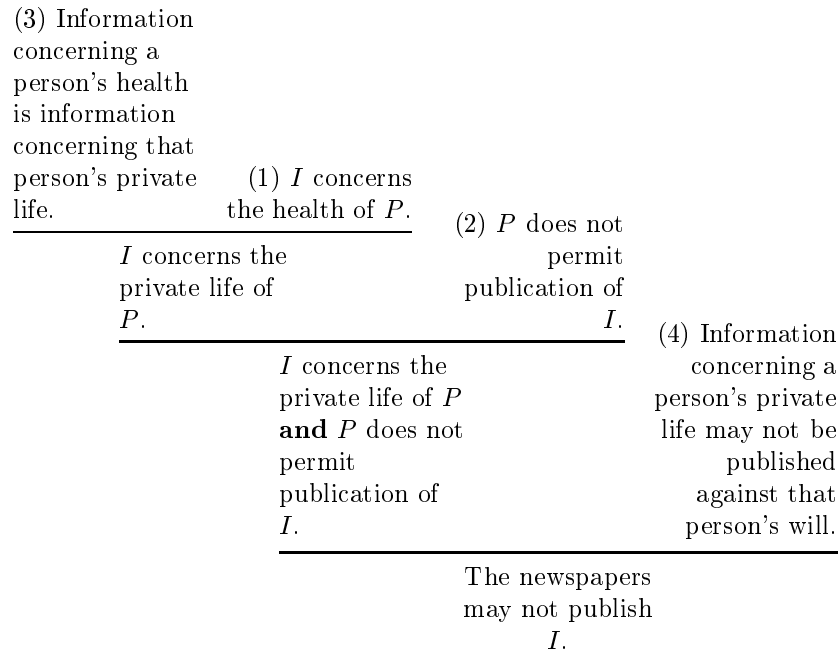 (3) Information
concerning a
person's health
is information
concerning that
person's private
life.
(1) I concerns
the health of P.
I concerns the
private life of
P.
(2) P does not
permit
publication of
I.
I concerns the
private life of P
and P does not
permit
publication of
I.
(4) Information
concerning a
person's private
life may not be
published
against that
person's will.
The newspapers
may not publish
I.